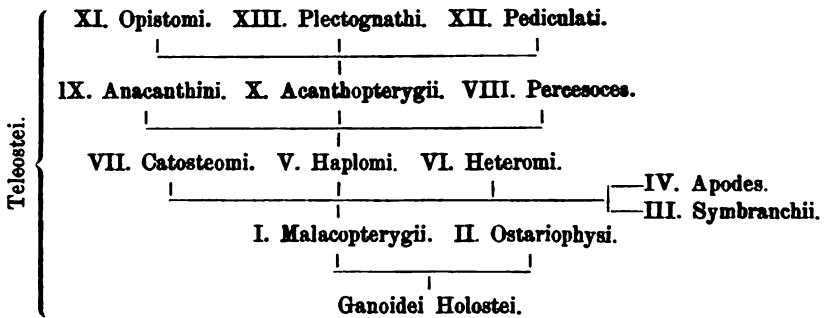 XI. Opistomi. XIII. Plectognathi. XII. Pediculati.
IX. Anacanthini. X. Acanthopterygii. VIII. Percesoces.
VII. Catosteomi. V. Haplomi. VI. Heteromi.
IV. Apodes.
III. Symbranchii.
I. Malacopterygii. II. Ostariophysi.
Ganoidei Holostei.
Teleostei.